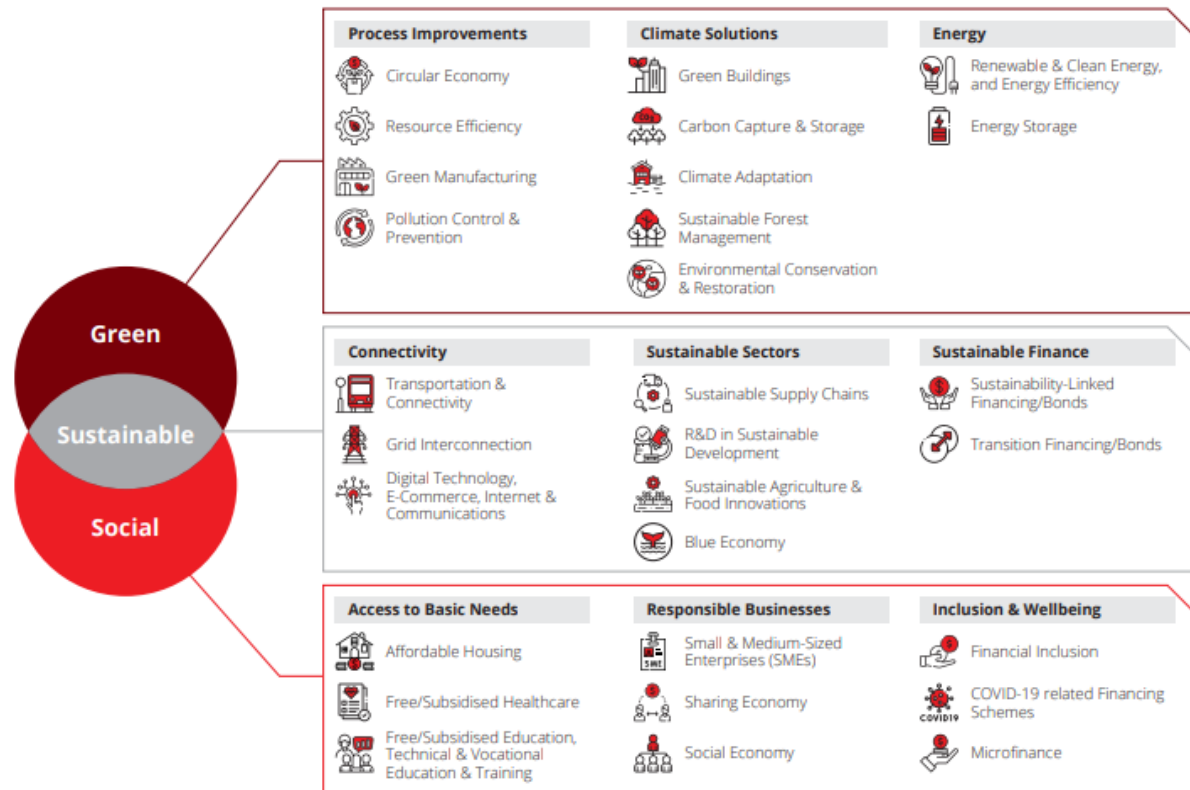 Green
Sustainable
Social
Process Improvements
Circular Economy
Resource Efficiency
Green Manufacturing
Pollution Control &
Prevention
Climate Solutions
Green Buildings
CO₂
Carbon Capture & Storage
Climate Adaptation
Sustainable Forest
Management
Environmental Conservation
& Restoration
Energy
Renewable & Clean Energy,
and Energy Efficiency
Energy Storage
Connectivity
Transportation &
Connectivity
Grid Interconnection
Digital Technology,
E-Commerce, Internet &
Communications
Sustainable Sectors
Sustainable Supply Chains
R&D in Sustainable
Development
Sustainable Agriculture &
Food Innovations
Blue Economy
Sustainable Finance
Sustainability-Linked
Financing/Bonds
Transition Financing/Bonds
Access to Basic Needs
Affordable Housing
Free/Subsidised Healthcare
Free/Subsidised Education,
Technical & Vocational
Education & Training
Responsible Businesses
SME
Small & Medium-Sized
Enterprises (SMEs)
Sharing Economy
Social Economy
Inclusion & Wellbeing
Financial Inclusion
COVID19
COVID-19 related Financing
Schemes
Microfinance